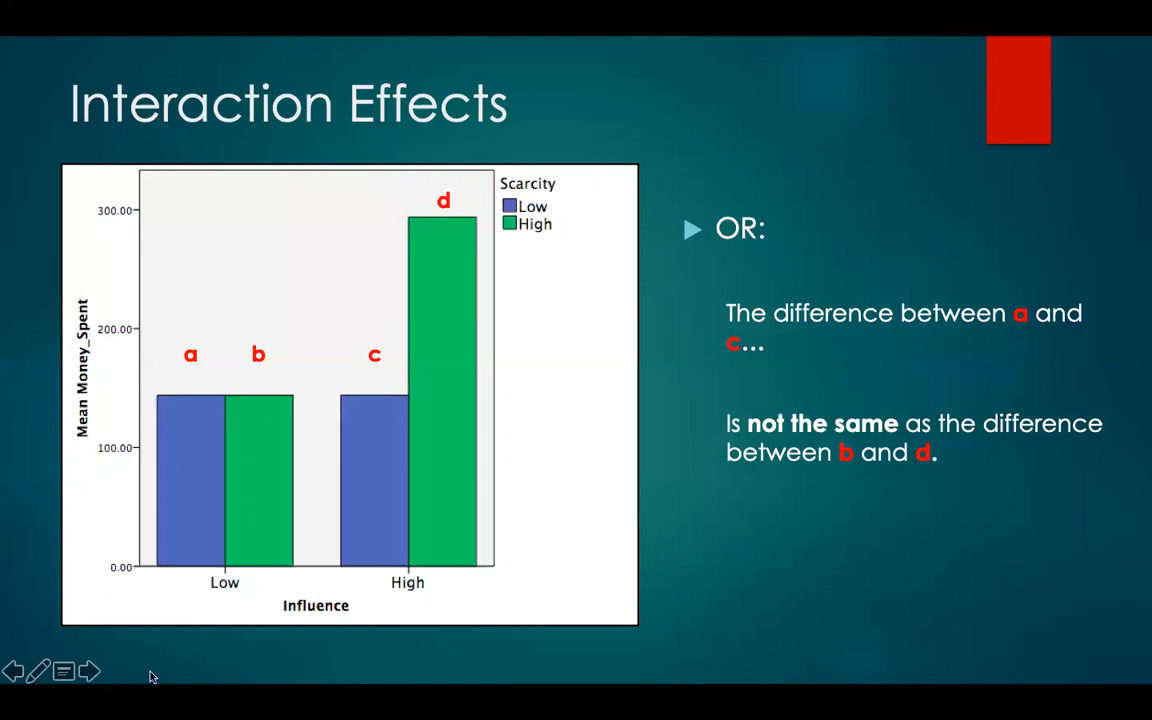 Interaction Effects
Scarcity
Low
High
d
a
b
c
300.00
200.00
100.00
0.00
Mean Money_Spent
Low
High
Influence
OR:
The difference between a and
c...
Is not the same as the difference
between b and d.